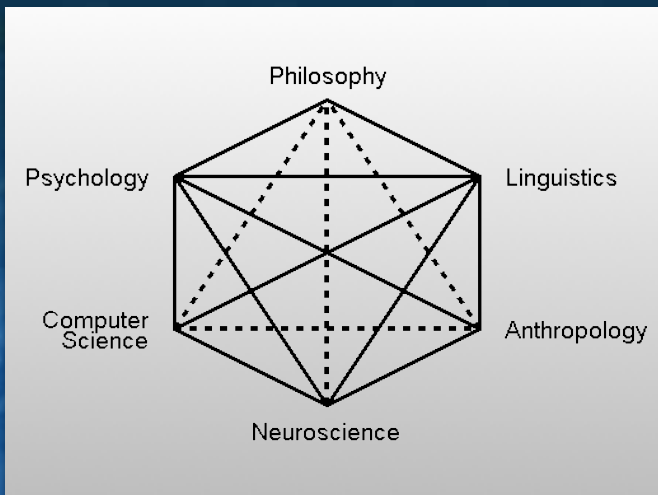 Philosophy
Psychology
Linguistics
Computer
Science
Anthropology
Neuroscience